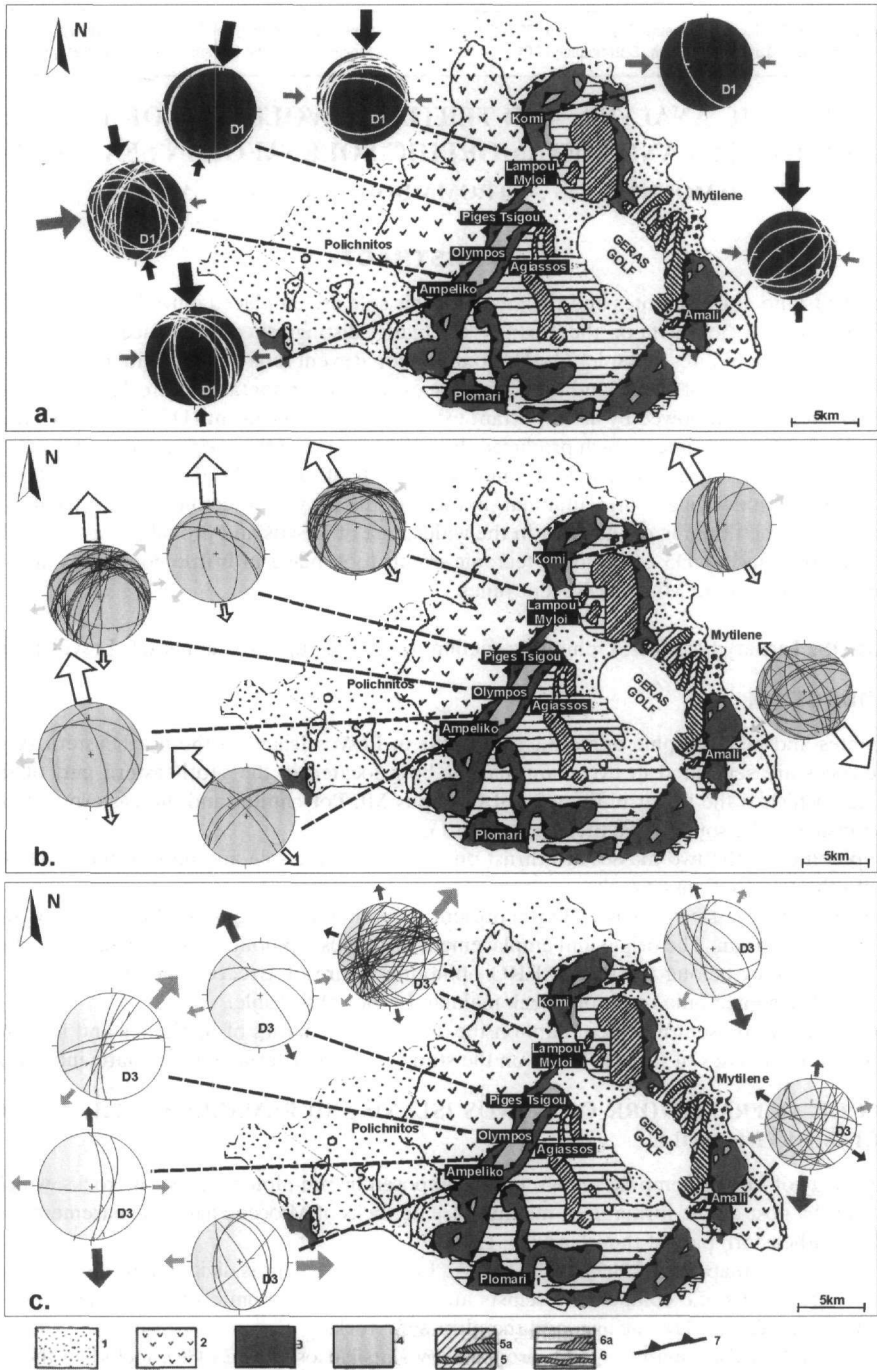 N
D1
D1
D1
D1
D1
D1
Komi
Lampou
Myloi
Mytilene
Piges Tsigou
Polichnitos
Olympos
GERAS
GOLF
Agiassos
Ampeliko
Amali
Plomari
a.
5km
N
Komi
Lampou
Myloi
Mytilene
Piges Tsigou
Polichnitos
Olympos
GERAS
GOLF
Agiassos
Ampeliko
Amali
Plomari
b.
5km
N
D3
D3
D3
D3
D3
D3
D3
Komi
Lampou
Myloi
Mytilene
Piges Tsigou
Polichnitos
Olympos
GERAS
GOLF
Agiassos
Ampeliko
Amali
Plomari
c.
5km
1
2
3
4
5a
5
6a
6
7